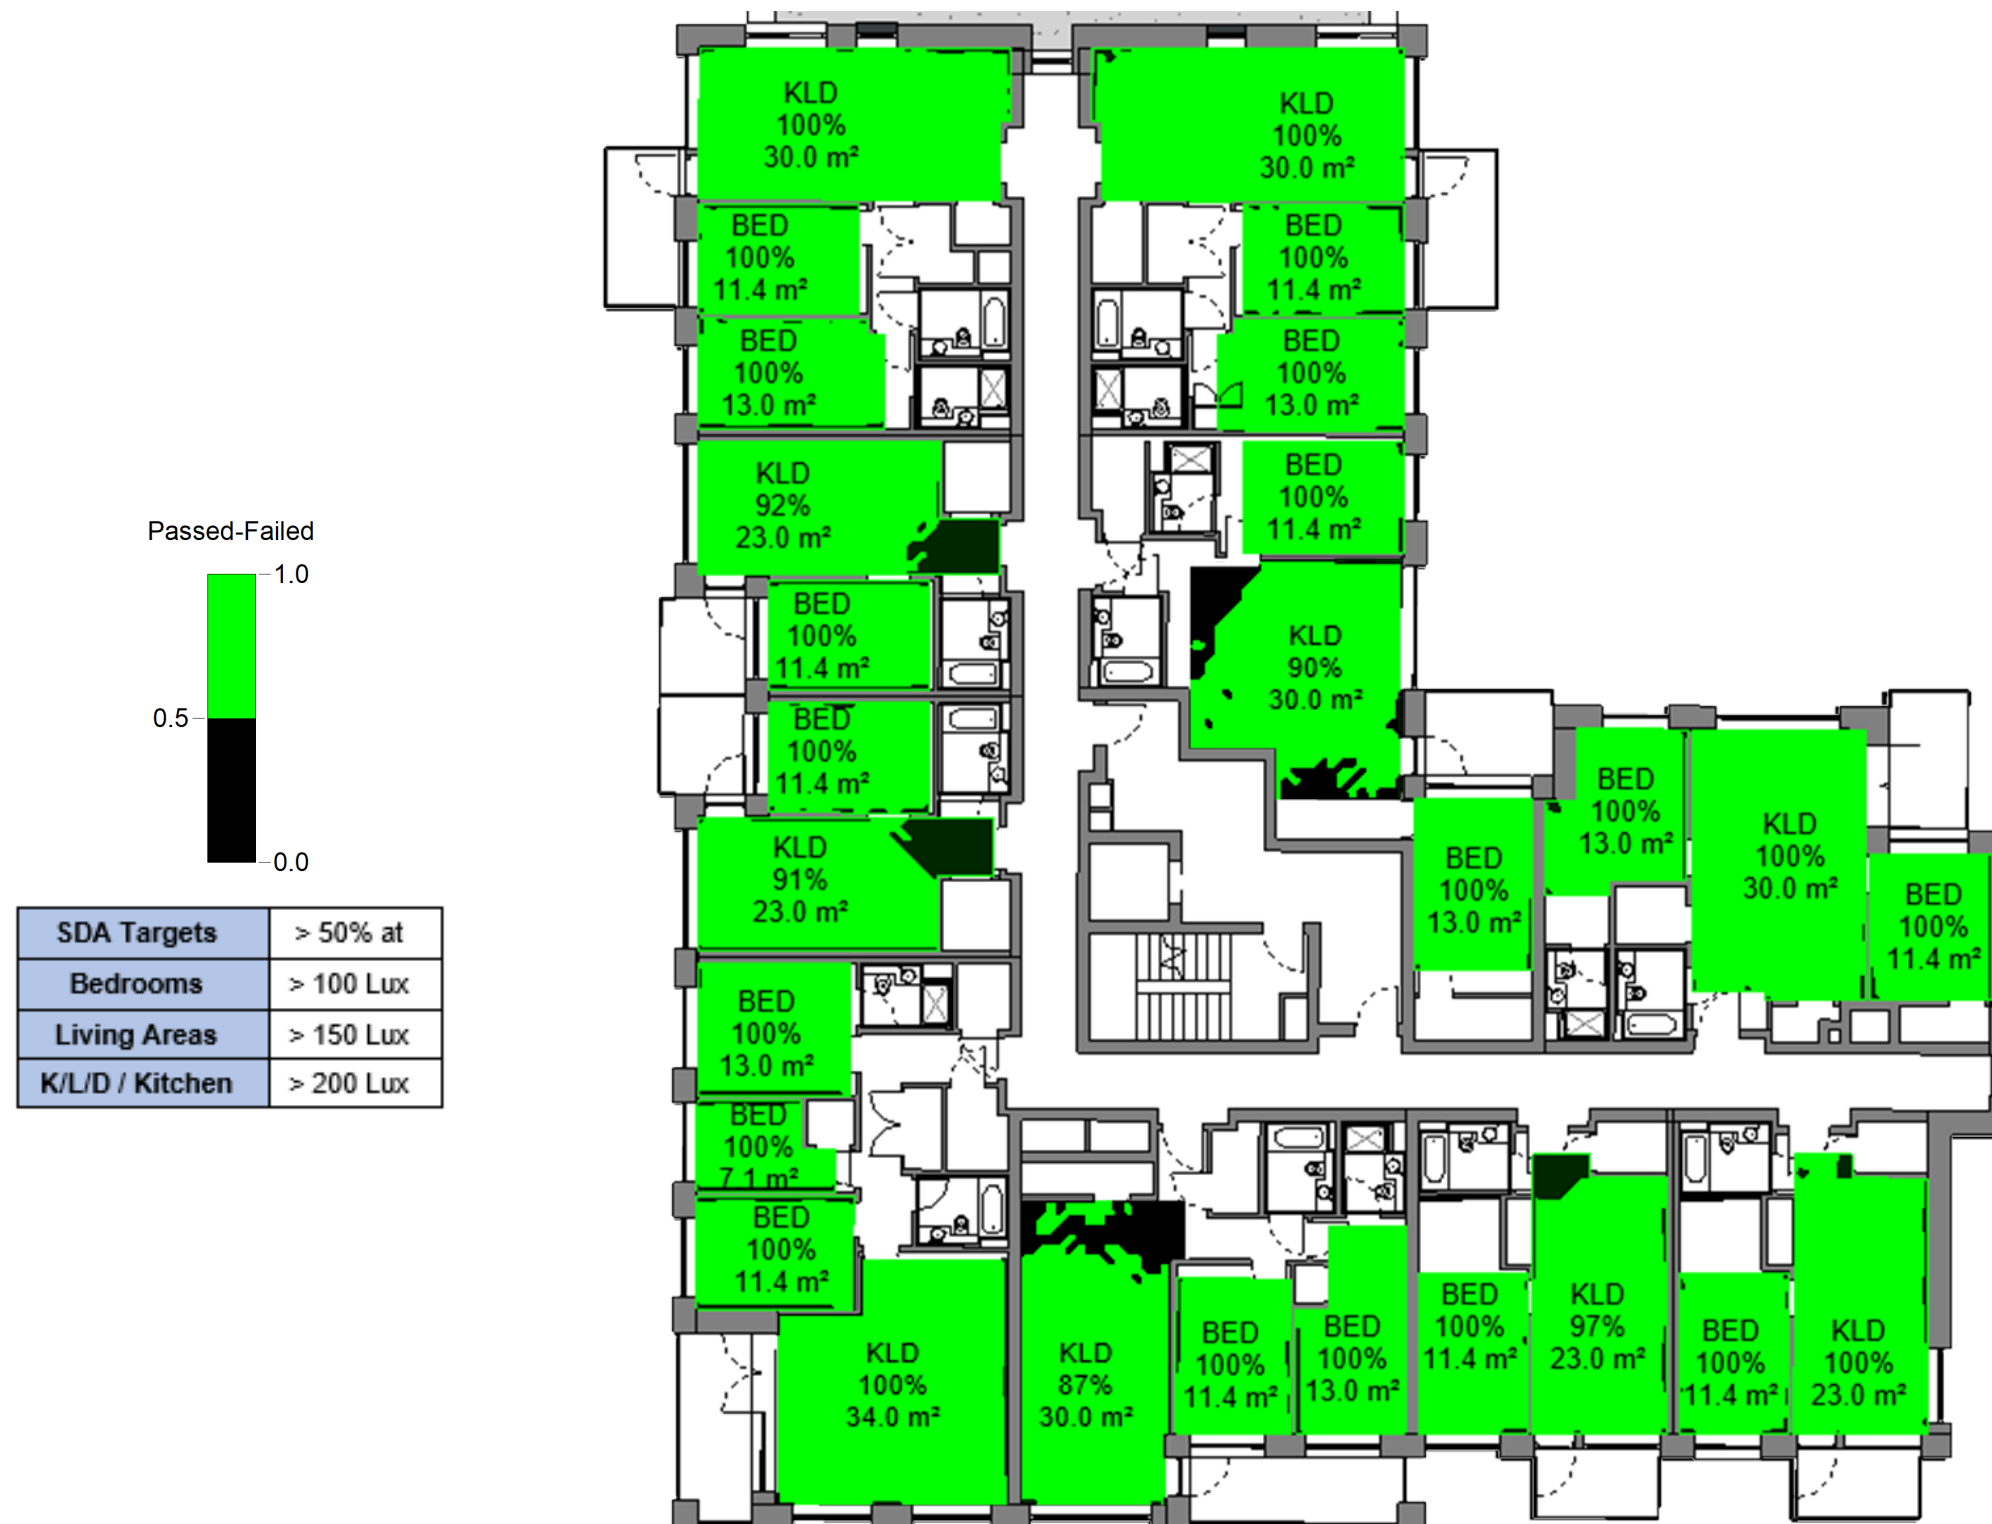 Passed-Failed
1.0
0.5
0.0
SDA Targets > 50% at
Bedrooms > 100 Lux
Living Areas > 150 Lux
K/L/D / Kitchen > 200 Lux
KLD
100%
30.0 m²
KLD
100%
30.0 m²
BED
100%
11.4 m²
BED
100%
11.4 m²
BED
100%
13.0 m²
BED
100%
13.0 m²
KLD
92%
23.0 m²
BED
100%
11.4 m²
BED
100%
11.4 m²
KLD
90%
30.0 m²
BED
100%
11.4 m²
BED
100%
13.0 m²
KLD
100%
30.0 m²
KLD
91%
23.0 m²
BED
100%
13.0 m²
BED
100%
11.4 m²
BED
100%
13.0 m²
BED
100%
7.1 m²
BED
100%
11.4 m²
KLD
100%
34.0 m²
KLD
87%
30.0 m²
BED
100%
11.4 m²
BED
100%
13.0 m²
BED
100%
11.4 m²
KLD
97%
23.0 m²
BED
100%
11.4 m²
KLD
100%
23.0 m²